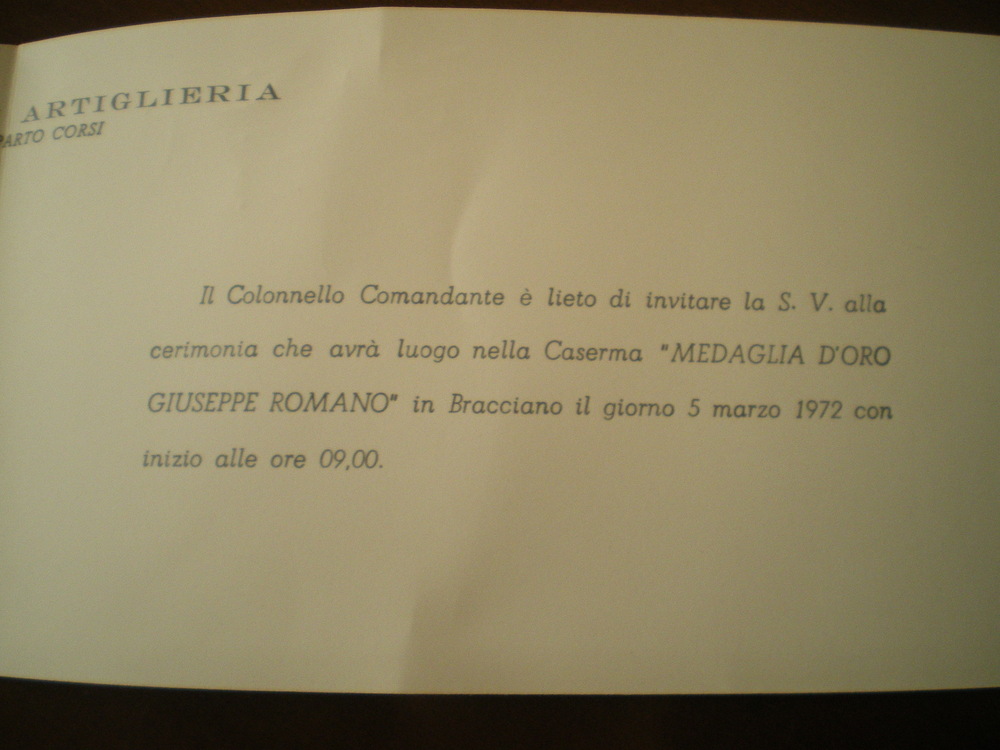 ARTIGLIERIA
PARTO CORSI
Il Colonnello Comandante è lieto di invitare la S. V. alla
cerimonia che avrà luogo nella Caserma "MEDAGLIA D'ORO
GIUSEPPE ROMANO" in Bracciano il giorno 5 marzo 1972 con
inizio alle ore 09,00.